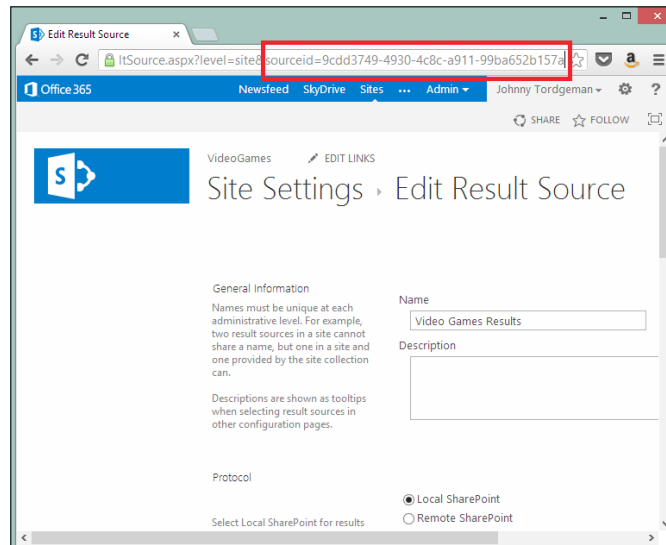 Edit Result Source
ltSource.aspx?level=site&sourceid=9cdd3749-4930-4c8c-a911-99ba652b157a
Office 365
Newsfeed SkyDrive Sites ... Admin Johnny Tordgeman ?
SHARE FOLLOW
S
VideoGames EDIT LINKS
Site Settings › Edit Result Source
General Information
Names must be unique at each
administrative level. For example,
two result sources in a site cannot
share a name, but one in a site and
one provided by the site collection
can.
Descriptions are shown as tooltips
when selecting result sources in
other configuration pages.
Name
Video Games Results
Description
Protocol
Select Local SharePoint for results
Local SharePoint
Remote SharePoint